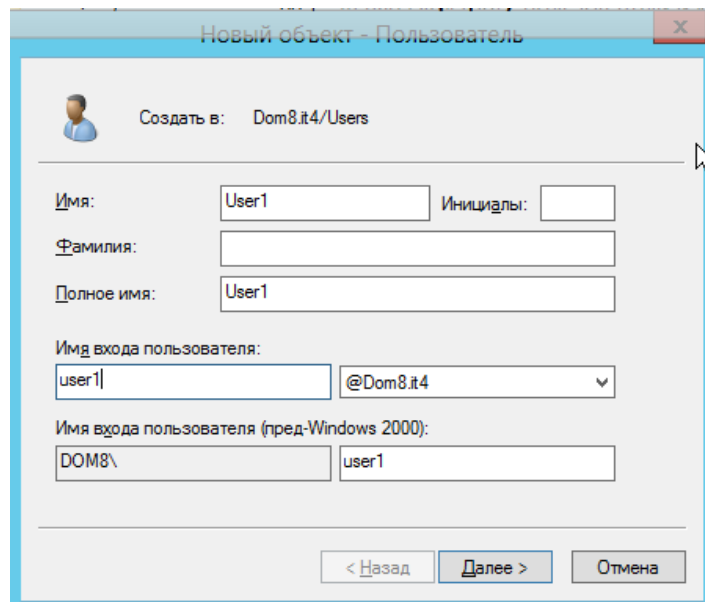 Новый объект - Пользователь
x
Создать в: Dom8.it4/Users
Имя: User1 Инициалы:
Фамилия:
Полное имя: User1
Имя входа пользователя:
user1 @Dom8.it4
Имя входа пользователя (пред-Windows 2000):
DOM8\ user1
< Назад Далее > Отмена